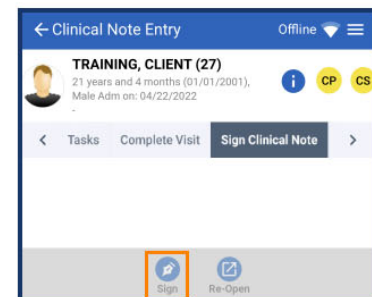 Clinical Note Entry Offline
TRAINING, CLIENT (27)
21 years and 4 months (01/01/2001),
Male Adm on: 04/22/2022
-
i CP CS
Tasks Complete Visit Sign Clinical Note
Sign Re-Open